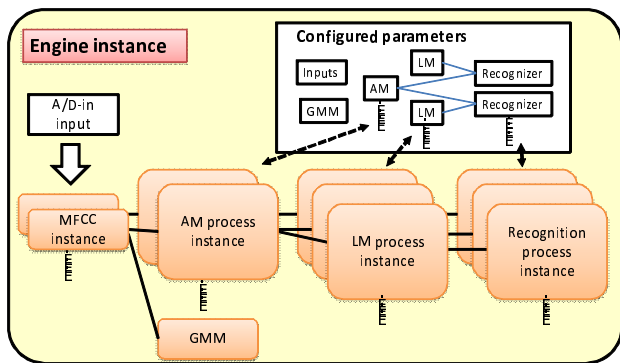 Engine instance
Configured parameters
Inputs
GMM
AM
LM
LM
Recognizer
Recognizer
A/D-in
input
MFCC
instance
AM process
instance
LM process
instance
Recognition
process
instance
GMM